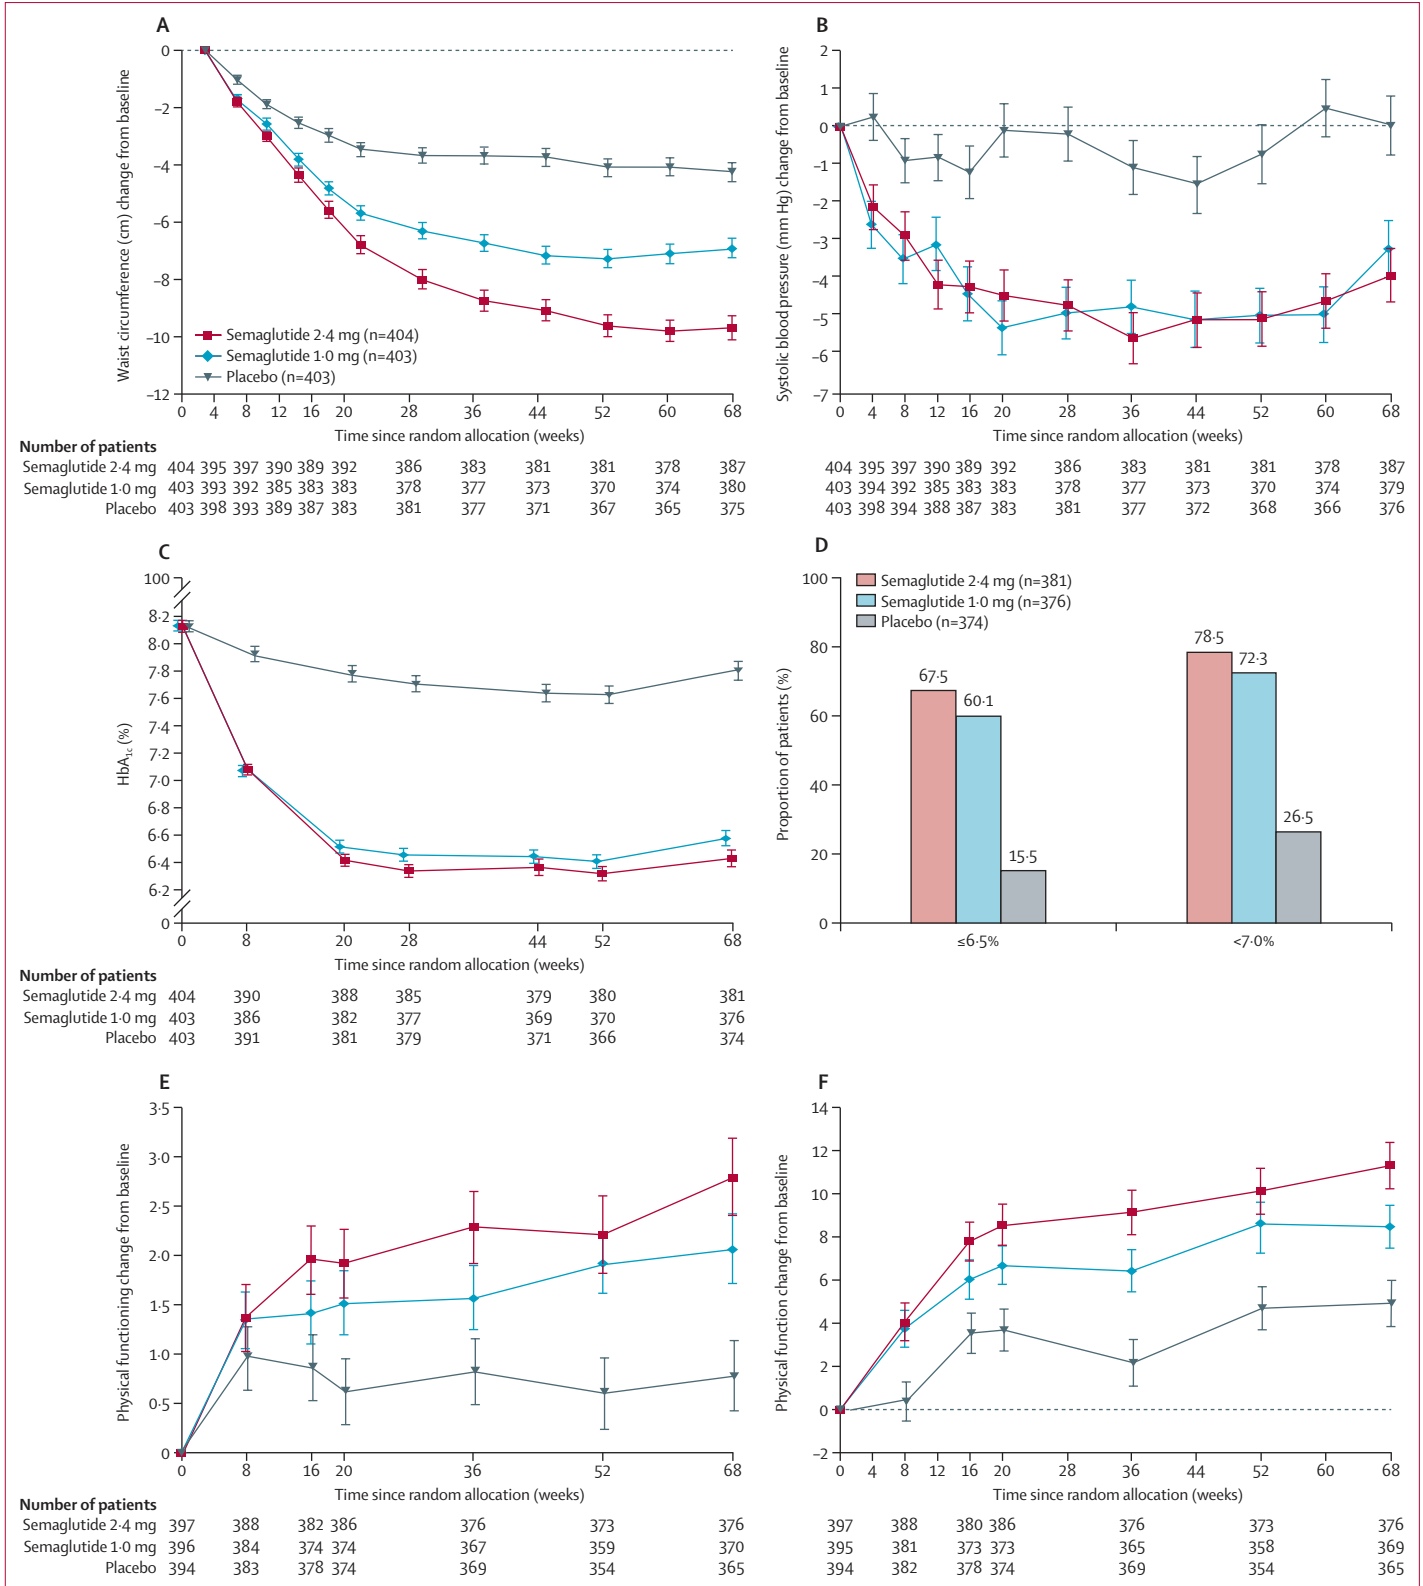 A
Waist circumference (cm) change from baseline
0
–2
–4
–6
–8
–10
–12
Semaglutide 2·4 mg (n=404)
Semaglutide 1·0 mg (n=403)
Placebo (n=403)
0 4 8 12 16 20 28 36 44 52 60 68
Time since random allocation (weeks)
Number of patients
Semaglutide 2·4 mg 404 395 397 390 389 392 386 383 381 381 378 387
Semaglutide 1·0 mg 403 393 392 385 383 383 378 377 373 370 374 380
Placebo 403 398 393 389 387 383 381 377 371 367 365 375
B
Systolic blood pressure (mm Hg) change from baseline
2
1
0
–1
–2
–3
–4
–5
–6
–7
0 4 8 12 16 20 28 36 44 52 60 68
Time since random allocation (weeks)
404 395 397 390 389 392 386 383 381 381 378 387
403 394 392 385 383 383 378 377 373 370 374 379
403 398 394 388 387 383 381 377 372 368 366 376
C
HbA1c (%)
100
8·2
8·0
7·8
7·6
7·4
7·2
7·0
6·8
6·6
6·4
6·2
0
0 8 20 28 44 52 68
Time since random allocation (weeks)
Number of patients
Semaglutide 2·4 mg 404 390 388 385 379 380 381
Semaglutide 1·0 mg 403 386 382 377 369 370 376
Placebo 403 391 381 379 371 366 374
D
Proportion of patients (%)
100
80
60
40
20
0
Semaglutide 2·4 mg (n=381)
Semaglutide 1·0 mg (n=376)
Placebo (n=374)
67·5
60·1
15·5
78·5
72·3
26·5
≤6·5% <7·0%
E
Physical functioning change from baseline
3·5
3·0
2·5
2·0
1·5
1·0
0·5
0
0 8 16 20 36 52 68
Time since random allocation (weeks)
Number of patients
Semaglutide 2·4 mg 397 388 382 386 376 373 376
Semaglutide 1·0 mg 396 384 374 374 367 359 370
Placebo 394 383 378 374 369 354 365
F
Physical function change from baseline
14
12
10
8
6
4
2
0
–2
0 4 8 12 16 20 28 36 44 52 60 68
Time since random allocation (weeks)
397 388 380 386 376 373 376
395 381 373 373 365 358 369
394 382 378 374 369 354 365